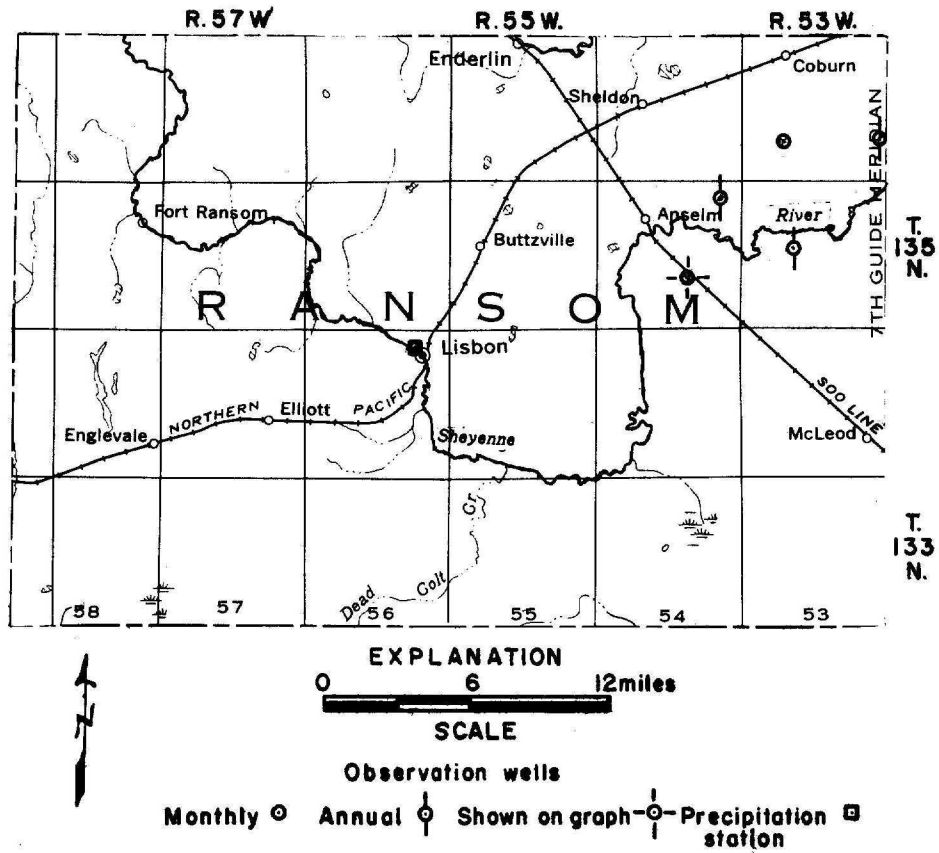 R. 57 W R. 55 W. R. 53 W.
Enderlin
Coburn
Sheldon
7TH GUIDE MERIDIAN
Fort Ransom
Anselm
River
T.
135
N.
Buttzville
RANSOM
Lisbon
SOO LINE
NORTHERN PACIFIC
Elliott
Englevale
McLeod
Sheyenne
T.
133
N.
Dead Colt Cr
58 57 56 55 54 53
N
EXPLANATION
0 6 12 miles
SCALE
Observation wells
Monthly Annual Shown on graph Precipitation
station